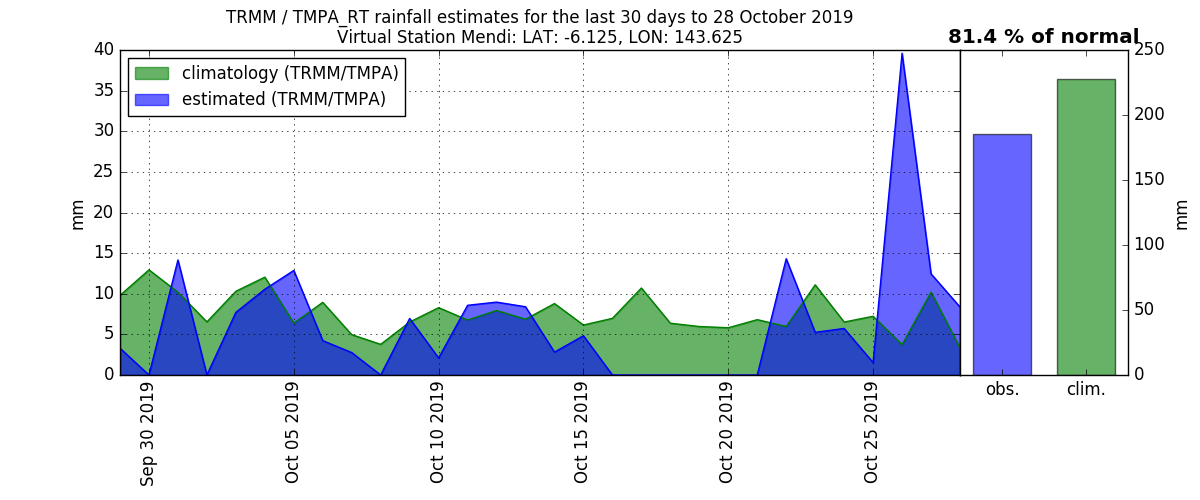 TRMM / TMPA_RT rainfall estimates for the last 30 days to 28 October 2019
Virtual Station Mendi: LAT: -6.125, LON: 143.625
81.4 % of normal
climatology (TRMM/TMPA)
estimated (TRMM/TMPA)
40
35
30
25
20
15
10
5
0
mm
Sep 30 2019
Oct 05 2019
Oct 10 2019
Oct 15 2019
Oct 20 2019
Oct 25 2019
obs.
clim.
250
200
150
100
50
0
mm